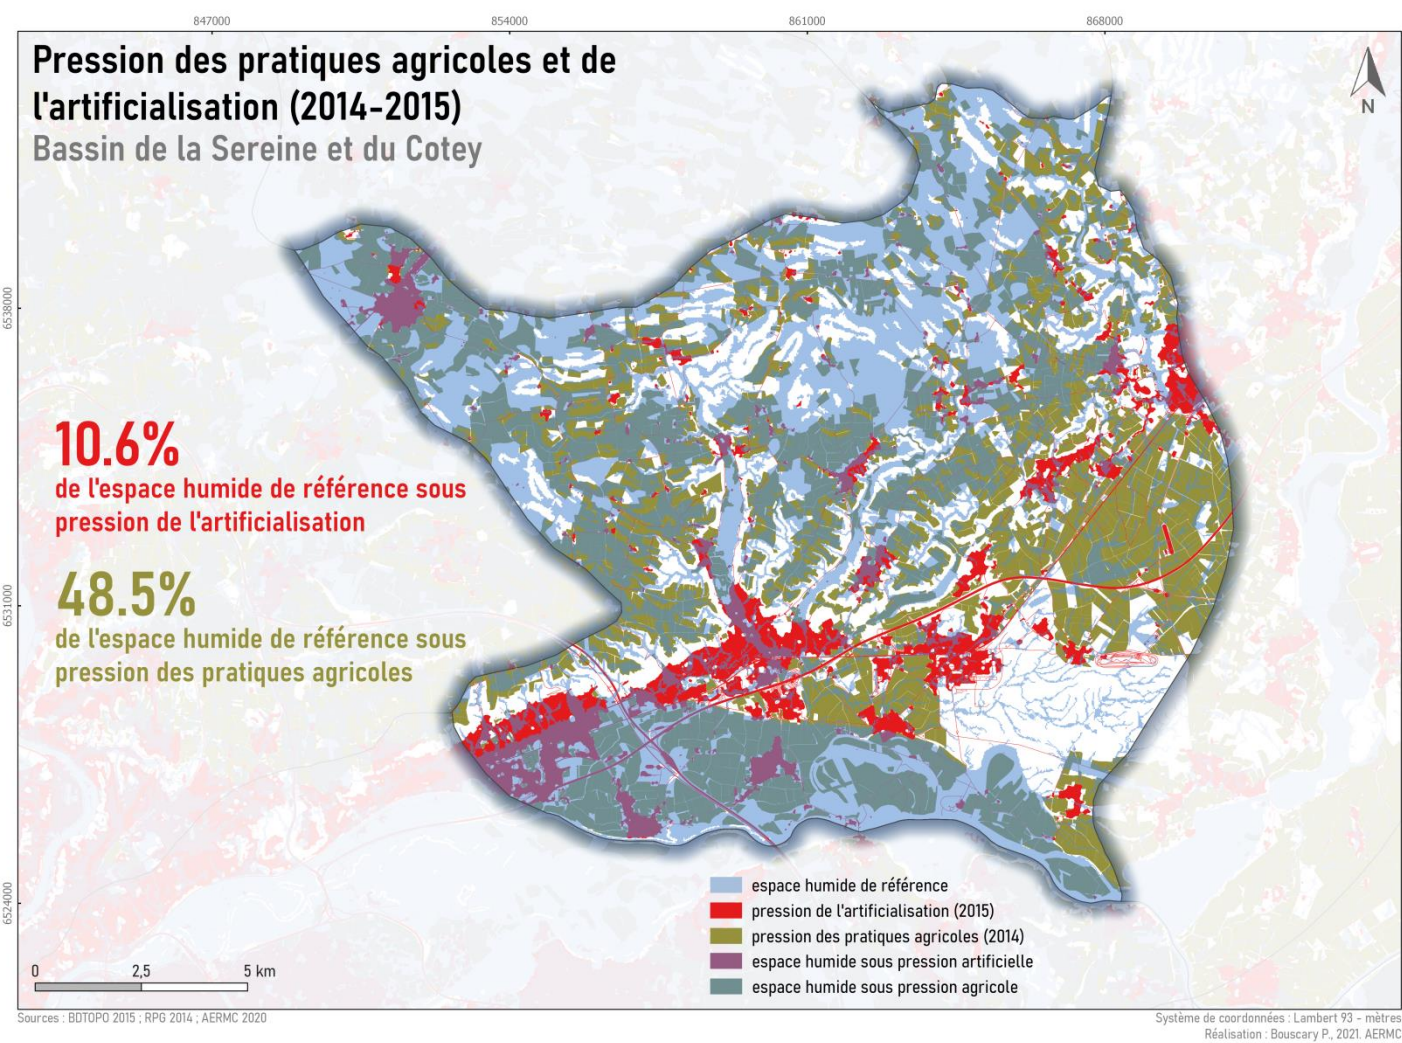 847000
854000
861000
868000
Pression des pratiques agricoles et de
l'artificialisation (2014-2015)
Bassin de la Sereine et du Cotey
N
6538000
10.6%
de l'espace humide de référence sous
pression de l'artificialisation
48.5%
de l'espace humide de référence sous
pression des pratiques agricoles
6531000
6524000
espace humide de référence
pression de l'artificialisation (2015)
pression des pratiques agricoles (2014)
espace humide sous pression artificielle
espace humide sous pression agricole
0
2,5
5 km
Sources : BDTOPO 2015 ; RPG 2014 ; AERMC 2020
Système de coordonnées : Lambert 93 - mètres
Réalisation : Bouscary P., 2021. AERMC